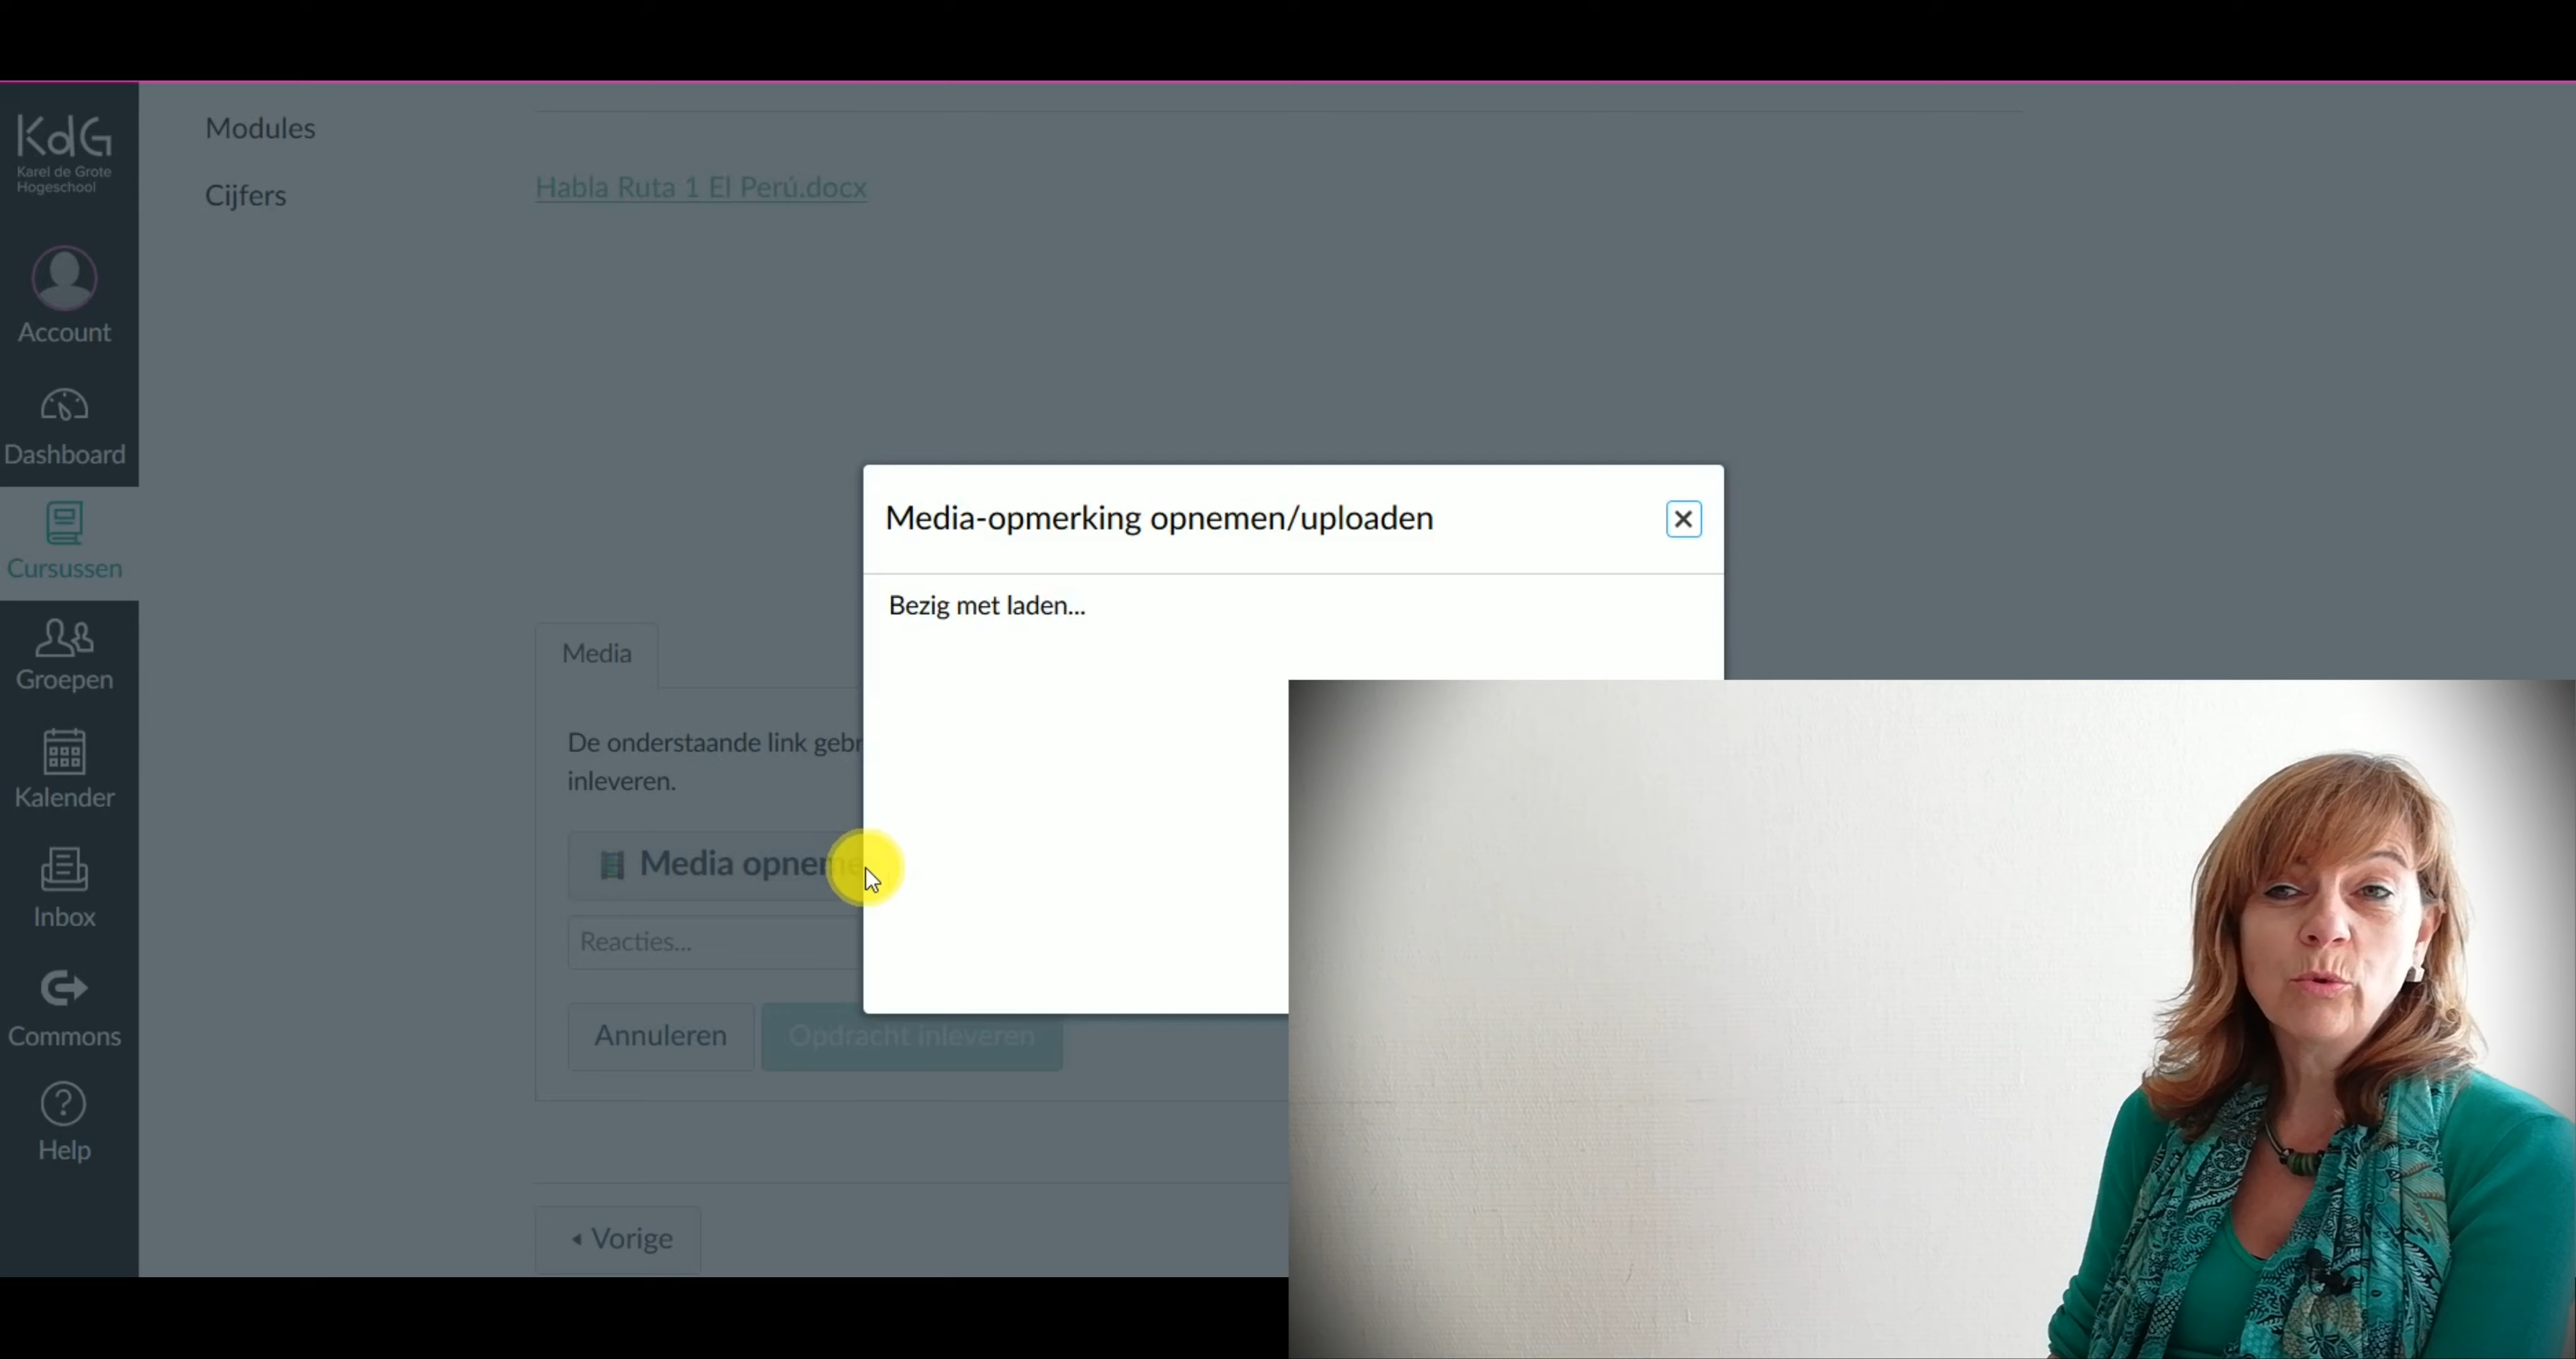 KdG
Karel de Grote
Hogeschool
Account
Dashboard
Cursussen
Groepen
Kalender
Inbox
Commons
Help
Modules
Cijfers
Habla Ruta 1 El Perú.docx
Media-opmerking opnemen/uploaden
Bezig met laden...
Media
De onderstaande link gebr
inleveren.
Media opneme
Reacties...
Annuleren
Opdracht inleveren
Vorige